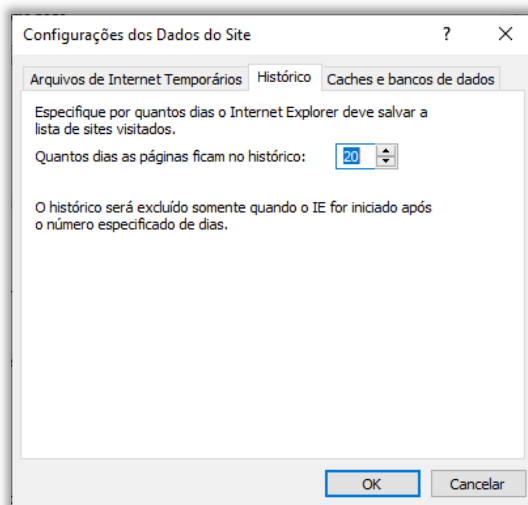 Configurações dos Dados do Site ?
Arquivos de Internet Temporários Histórico Caches e bancos de dados
Especifique por quantos dias o Internet Explorer deve salvar a
lista de sites visitados.
Quantos dias as páginas ficam no histórico: 20
O histórico será excluído somente quando o IE for iniciado após
o número especificado de dias.
OK Cancelar